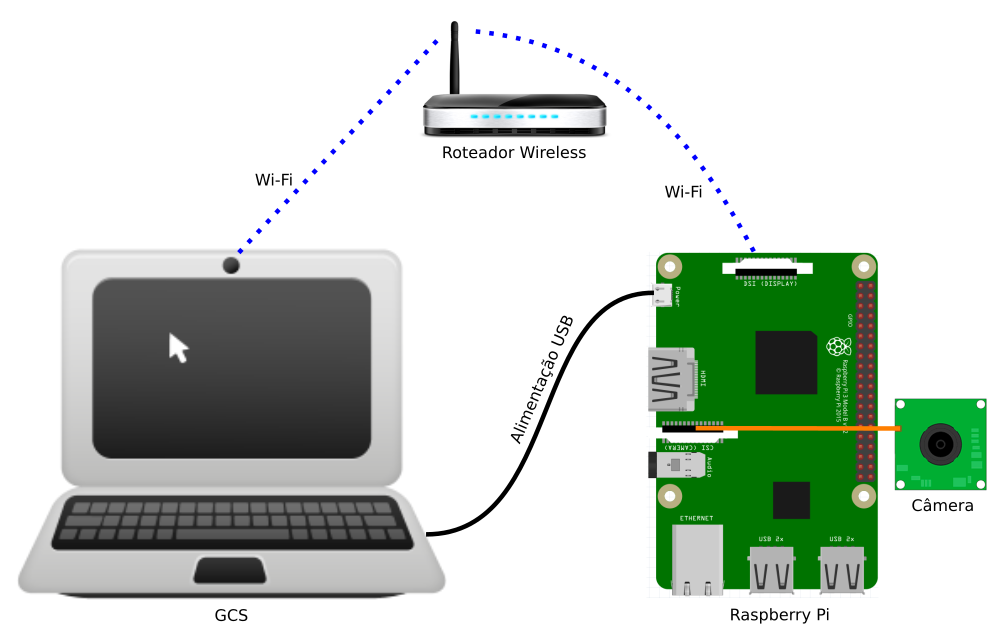 Roteador Wireless
Wi-Fi
Wi-Fi
DSI (DISPLAY)
Power
GPIO
Alimentação USB
HDMI
Raspberry Pi 3 Model B v1.2
© Raspberry Pi 2015
CSI (CAMERA)
Audio
Câmera
ETHERNET
USB 2x
USB 2x
GCS
Raspberry Pi